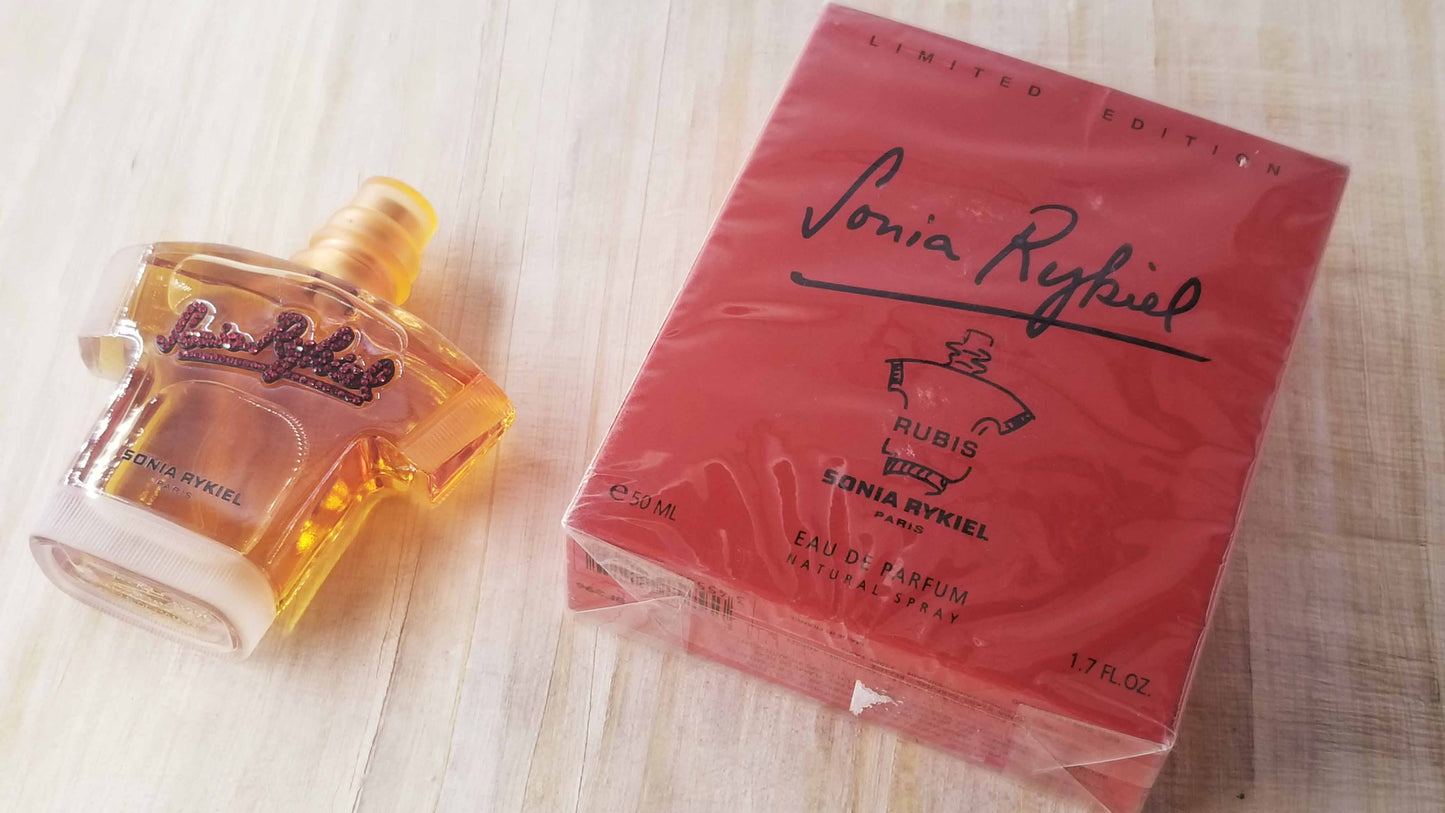 Sonia Rykiel
SONIA RYKIEL
PARIS
LIMITED EDITION
Sonia Rykiel
RUBIS
SONIA RYKIEL
PARIS
e 50 ML
EAU DE PARFUM
NATURAL SPRAY
1.7 FL.OZ.